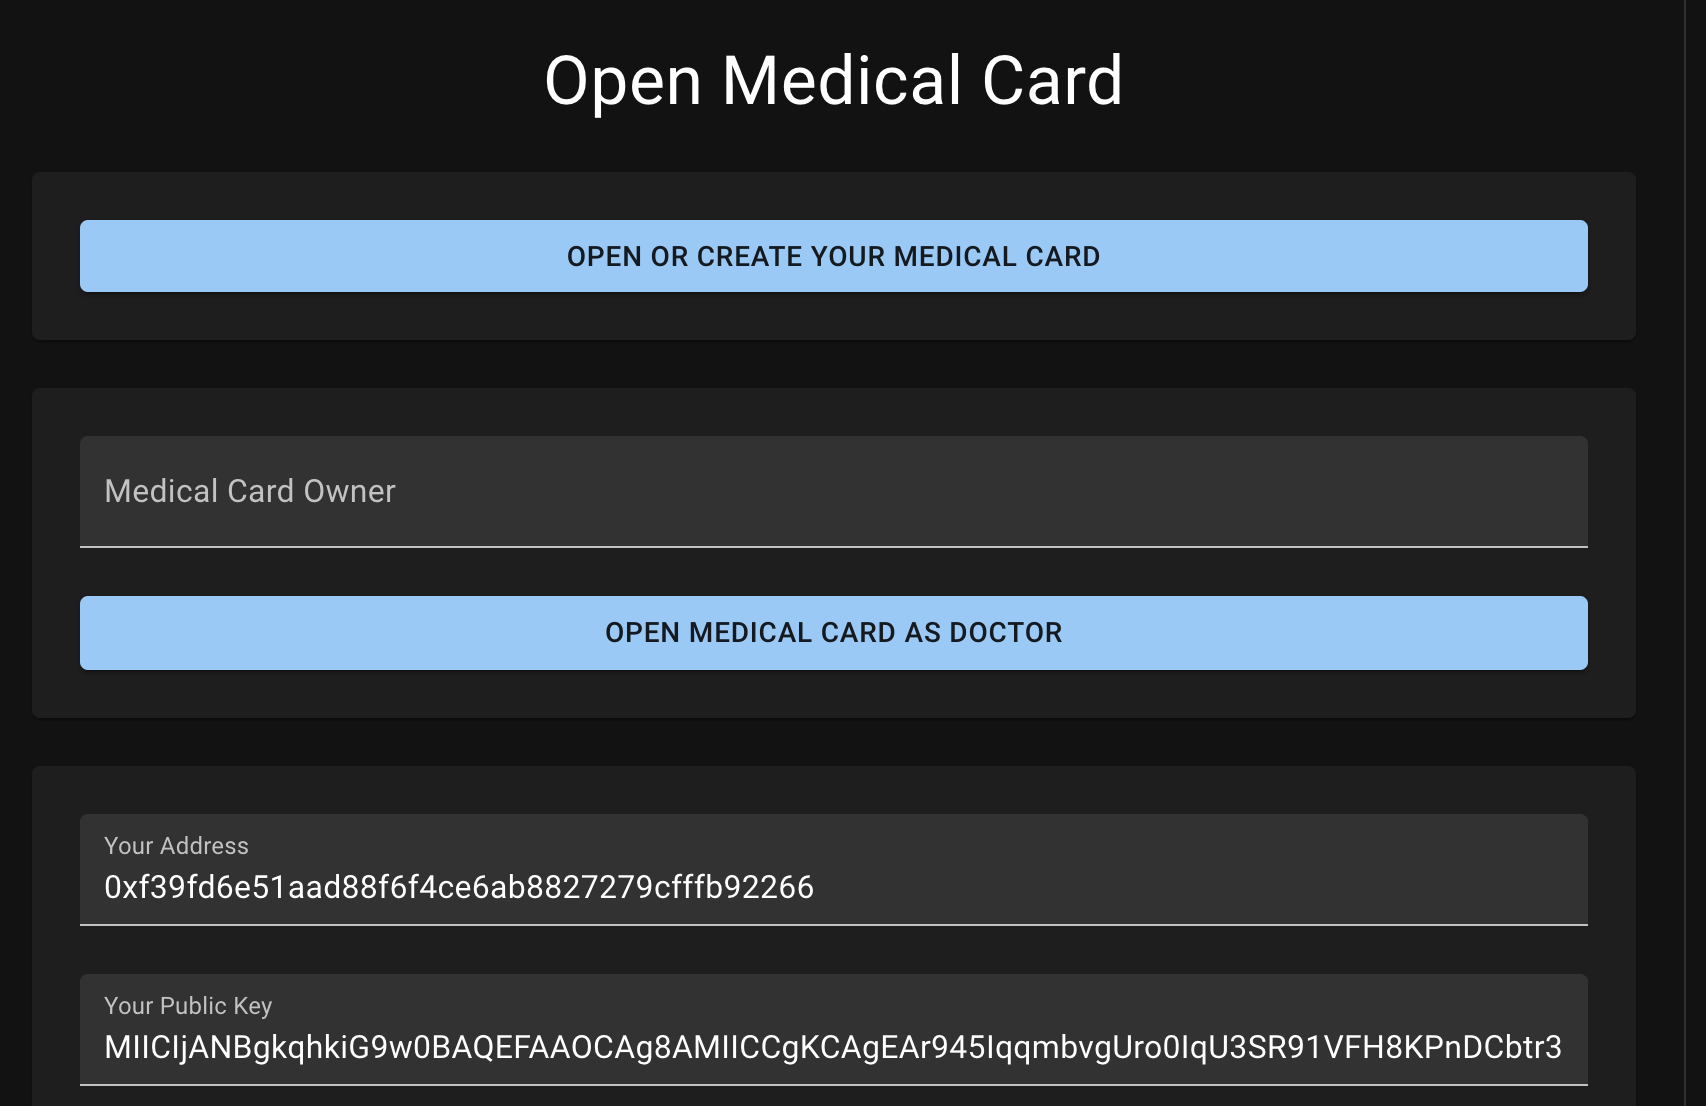 Open Medical Card
OPEN OR CREATE YOUR MEDICAL CARD
Medical Card Owner
OPEN MEDICAL CARD AS DOCTOR
Your Address
0xf39fd6e51aad88f6f4ce6ab8827279cfffb92266
Your Public Key
MIICIjANBgkqhkiG9w0BAQEFAAOCAg8AMIICCgKCAgEAr945IqqmbvgUro0IqU3SR91VFH8KPnDCbtr3